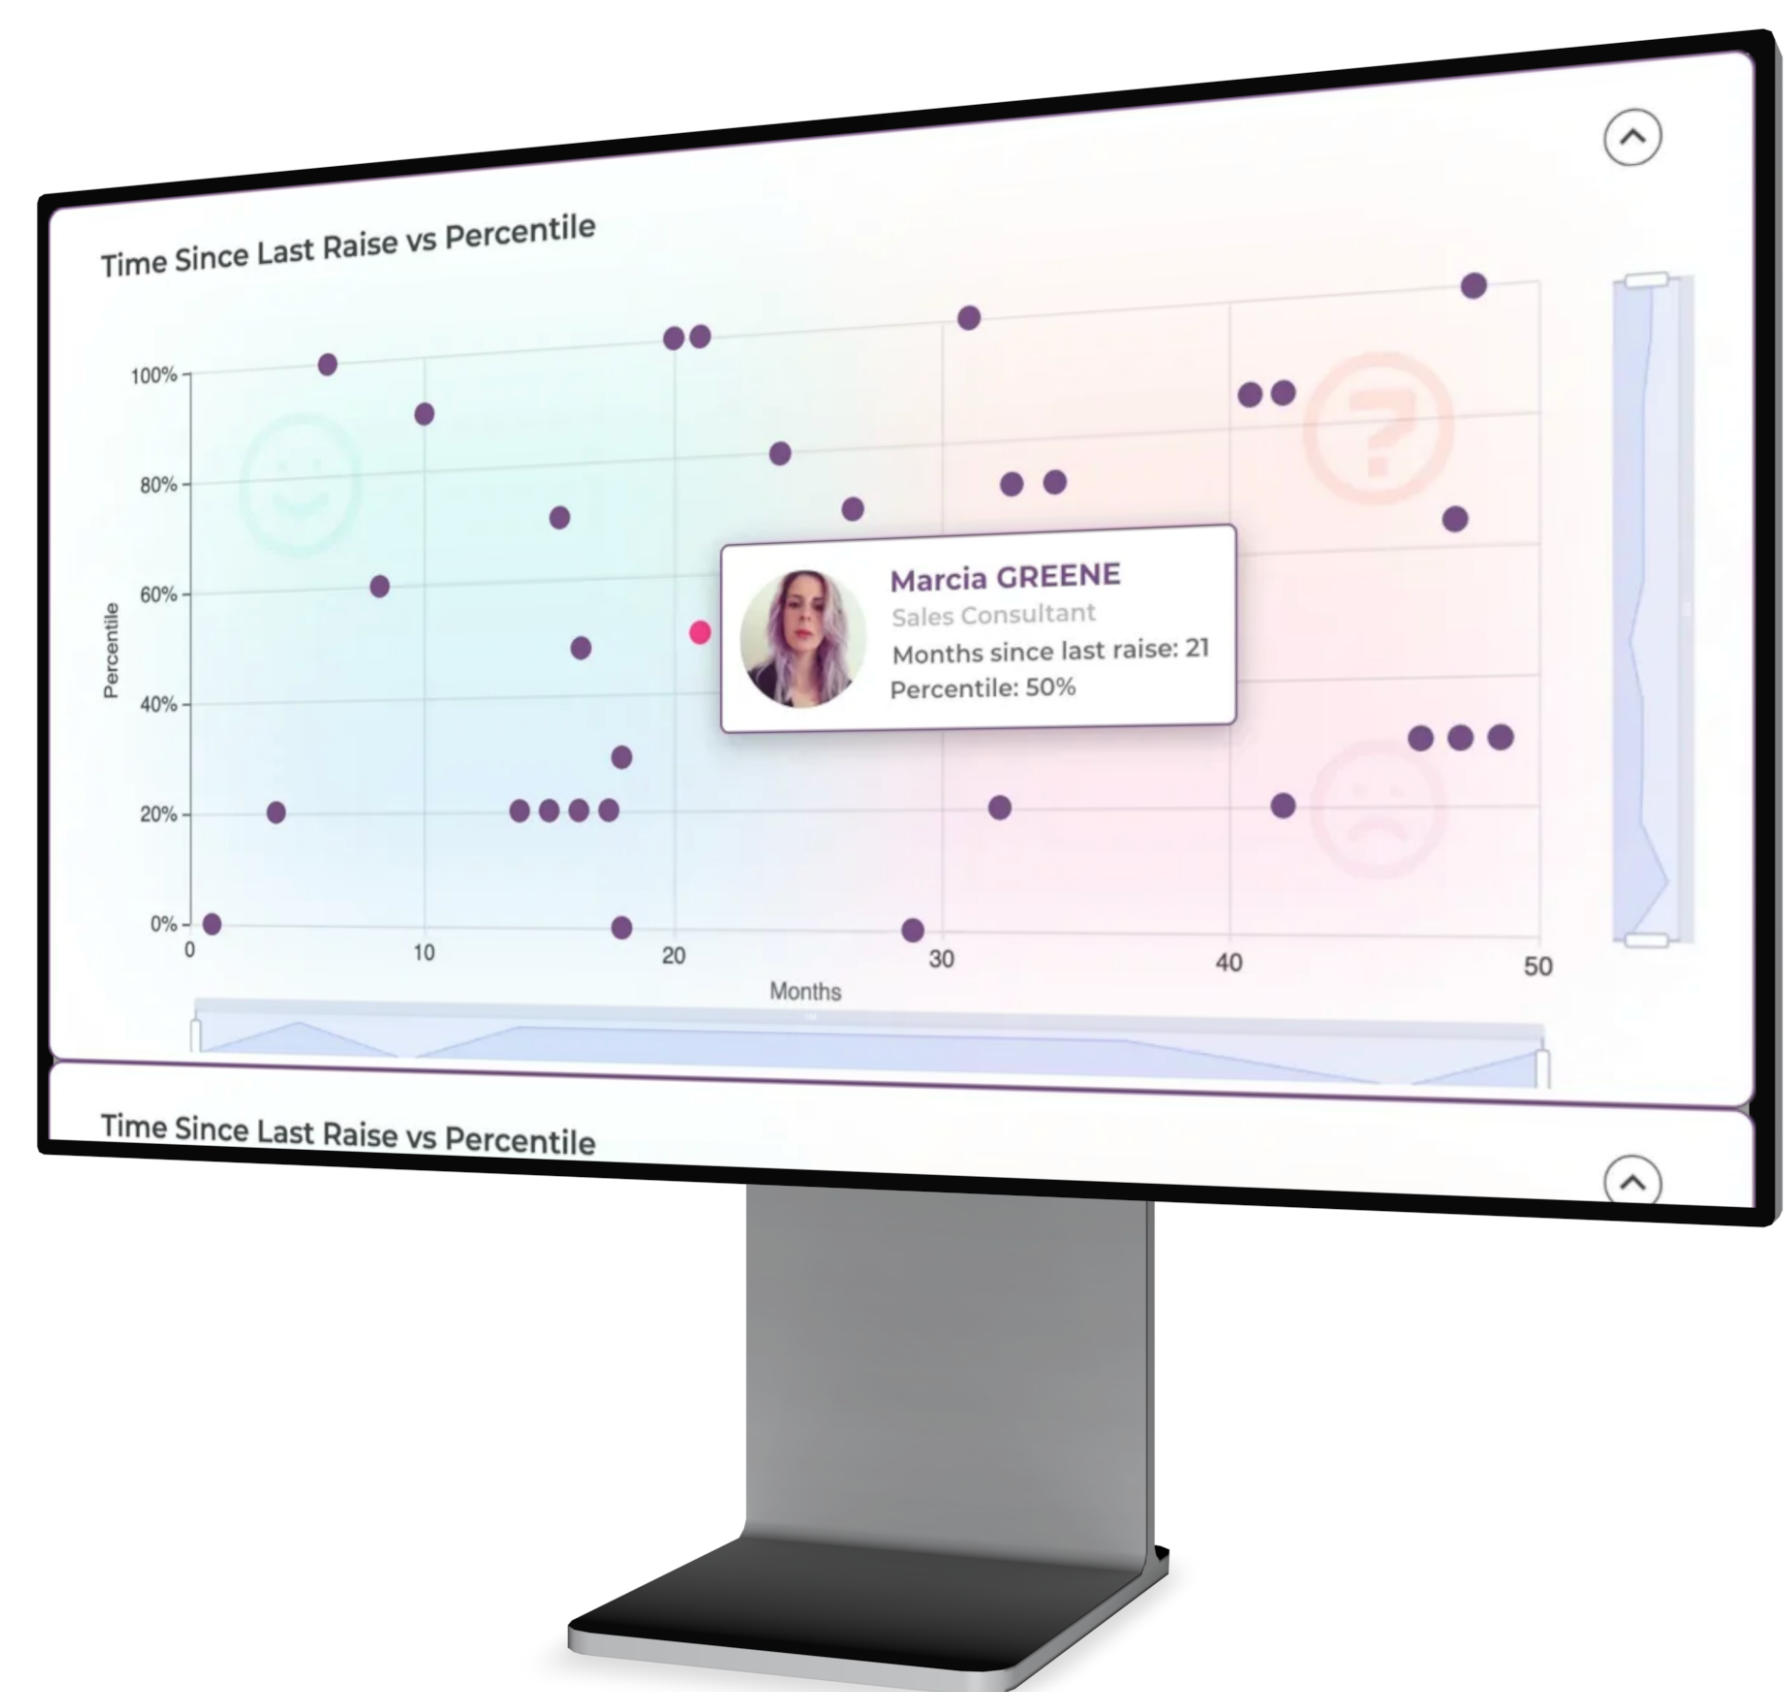 Time Since Last Raise vs Percentile
100%
80%
60%
40%
20%
0%
Percentile
Marcia GREENE
Sales Consultant
Months since last raise: 21
Percentile: 50%
0 10 20 30 40 50
Months
Time Since Last Raise vs Percentile